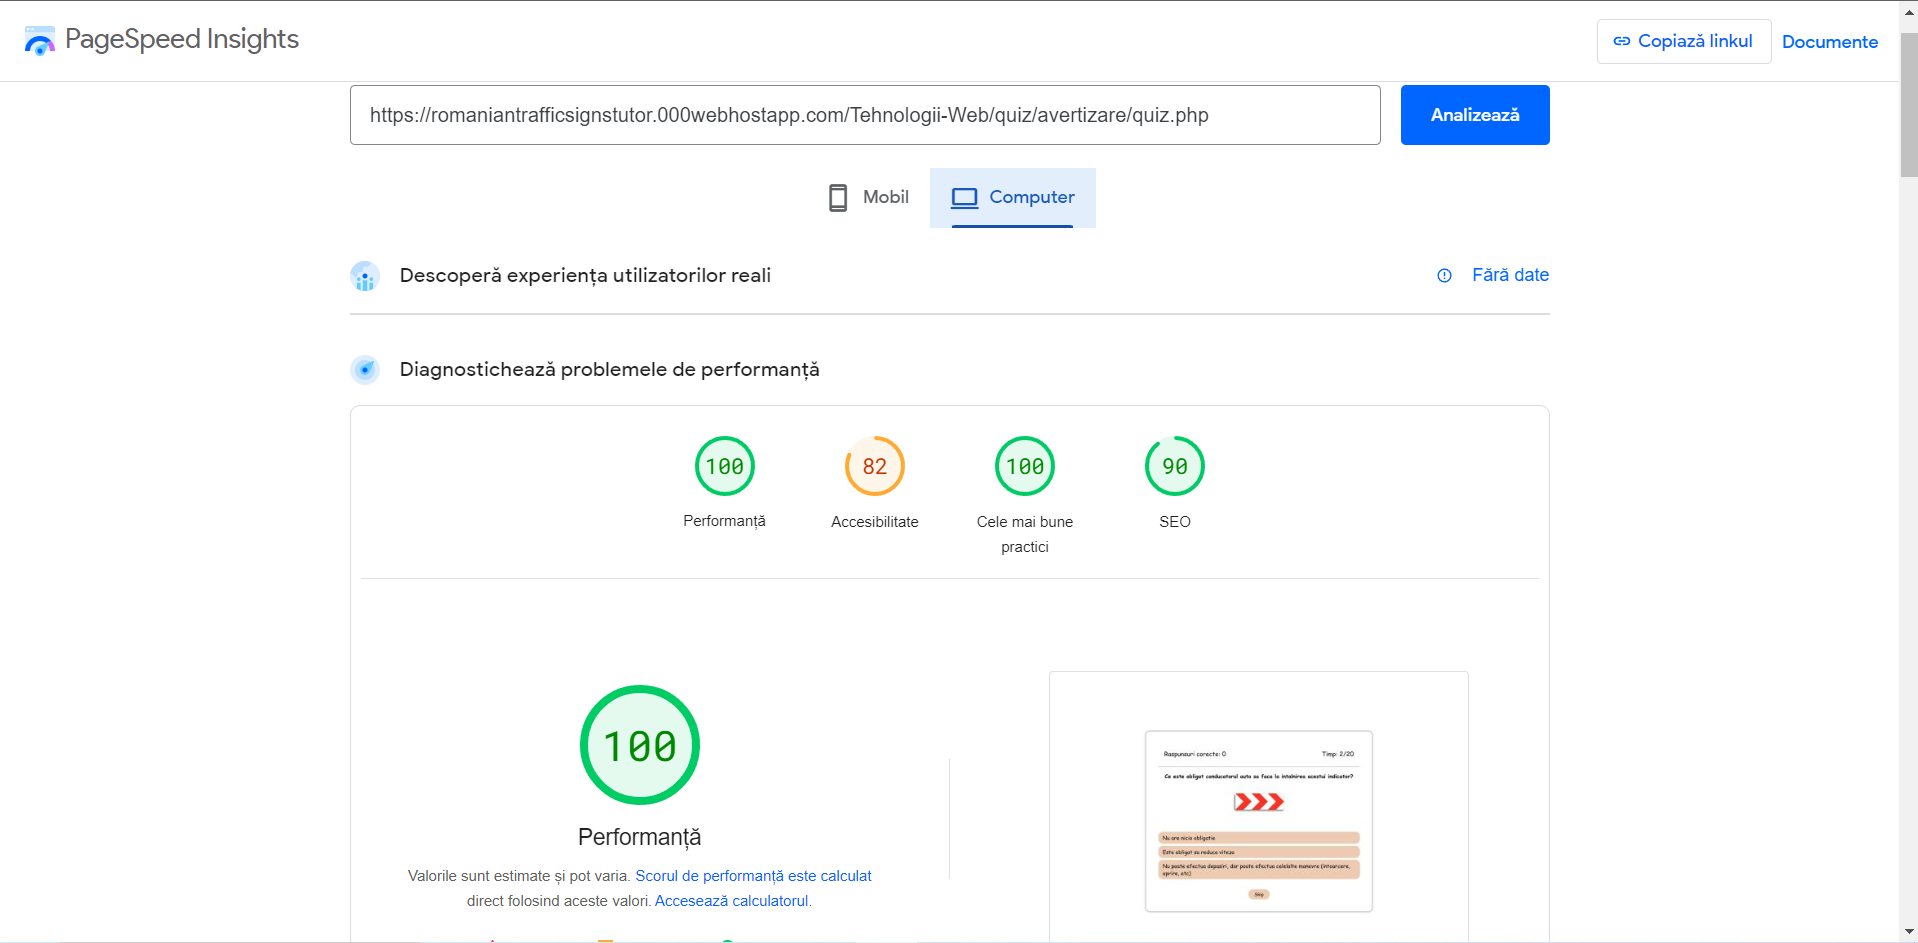 PageSpeed Insights
Copiază linkul
Documente
https://romaniantrafficsignstutor.000webhostapp.com/Tehnologii-Web/quiz/avertizare/quiz.php
Analizează
Mobil
Computer
Descoperă experiența utilizatorilor reali
Fără date
Diagnostichează problemele de performanță
100
82
100
90
Performanță
Accesibilitate
Cele mai bune
practici
SEO
100
Performanță
Valorile sunt estimate și pot varia. Scorul de performanță este calculat
direct folosind aceste valori. Accesează calculatorul.
Raspunsuri corecte: 0
Timp: 2/20
Ce este obligat conducatorul auto sa faca la intalnirea acestui indicator?
Nu are nicio obligatie
Este obligat sa reduca viteza
Nu poate efectua depasiri, dar poate efectua celelalte manevre (intoarcere,
oprire, etc)
Skip